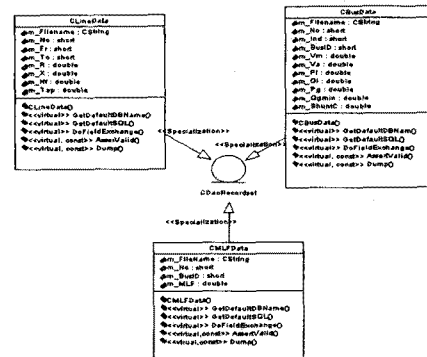 CLineData
m_Filename : CString
m_No : short
m_Fr : short
m_To : short
m_R : double
m_X : double
m_Hf : double
m_Tap : double
CLineData()
<<virtual>> GetDefaultDBName()
<<virtual>> GetDefaultSQL()
<<virtual>> DoFieldExchange()
<<virtual, const>> AssertValid()
<<virtual, const>> Dump()
CBusData
m_Filename : CString
m_No : short
m_Ind : short
m_BusID : short
m_Vm : double
m_Va : double
m_Pl : double
m_Ql : double
m_Pg : double
m_Qgmin : double
m_ShuntC : double
CBusData()
<<virtual>> GetDefaultDBName()
<<virtual>> GetDefaultSQL()
<<virtual>> DoFieldExchange()
<<virtual, const>> AssertValid()
<<virtual, const>> Dump()
<<Specialization>>
<<Specialization>>
CDaoRecordset
<<Specialization>>
CMLFData
m_FileName : CString
m_No : short
m_BusID : short
m_MLF : double
CMLFData()
<<virtual>> GetDefaultDBName()
<<virtual>> GetDefaultSQL()
<<virtual>> DoFieldExchange()
<<virtual, const>> AssertValid()
<<virtual, const>> Dump()